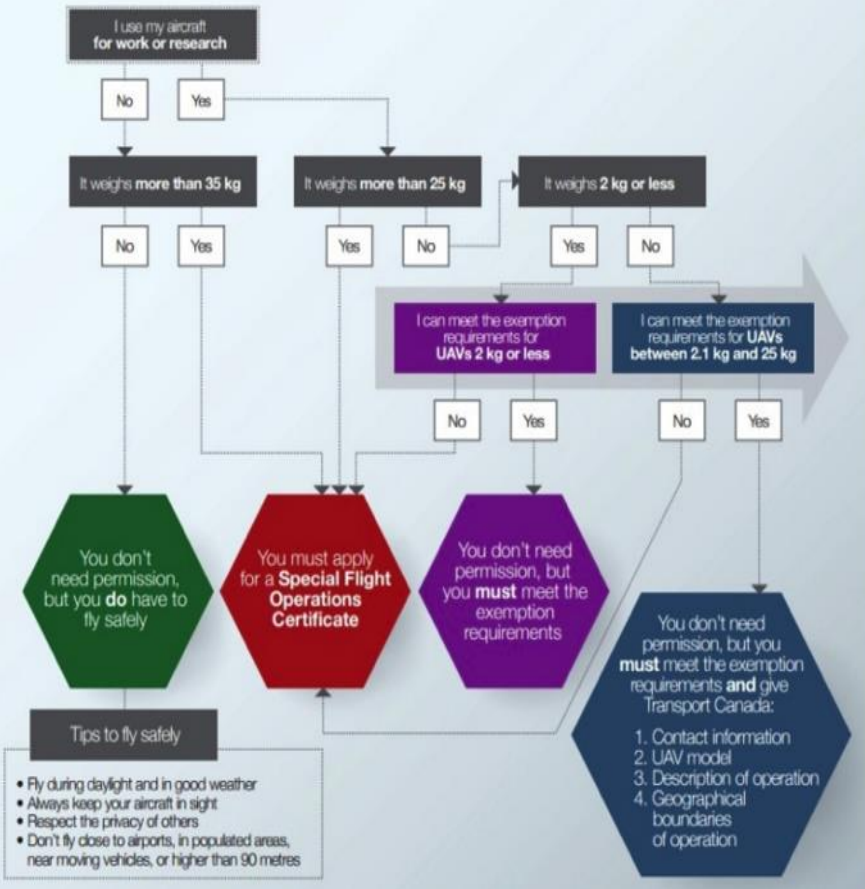 I use my aircraft
for work or research
No
Yes
It weighs more than 35 kg
It weighs more than 25 kg
It weighs 2 kg or less
No
Yes
Yes
No
Yes
No
I can meet the exemption
requirements for
UAVs 2 kg or less
I can meet the exemption
requirements for UAVs
between 2.1 kg and 25 kg
No
Yes
No
Yes
You don't
need permission,
but you do have to
fly safely
You must apply
for a Special Flight
Operations
Certificate
You don't need
permission, but
you must meet the
exemption
requirements
You don't need
permission, but you
must meet the exemption
requirements and give
Transport Canada:
1. Contact information
2. UAV model
3. Description of operation
4. Geographical
boundaries
of operation
Tips to fly safely
• Fly during daylight and in good weather
• Always keep your aircraft in sight
• Respect the privacy of others
• Don't fly close to airports, in populated areas,
near moving vehicles, or higher than 90 metres